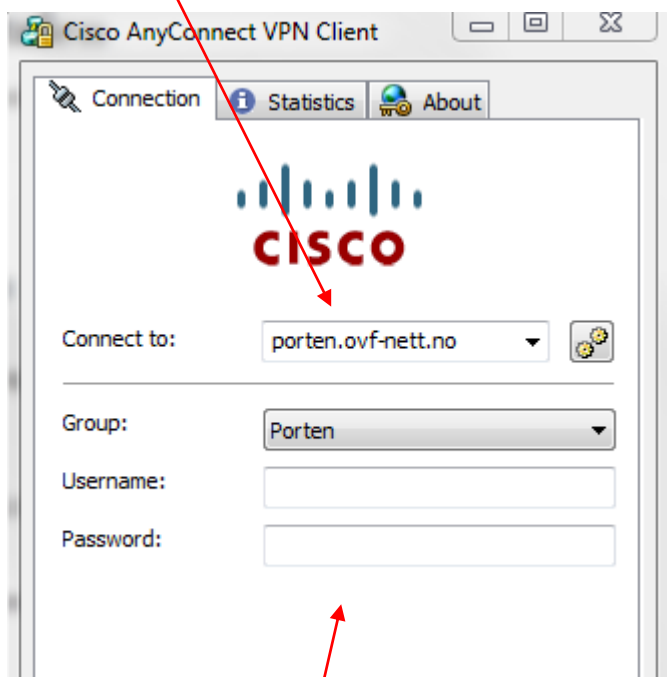 Cisco AnyConnect VPN Client
Connection Statistics About
CISCO
Connect to: porten.ovf-nett.no
Group: Porten
Username:
Password: